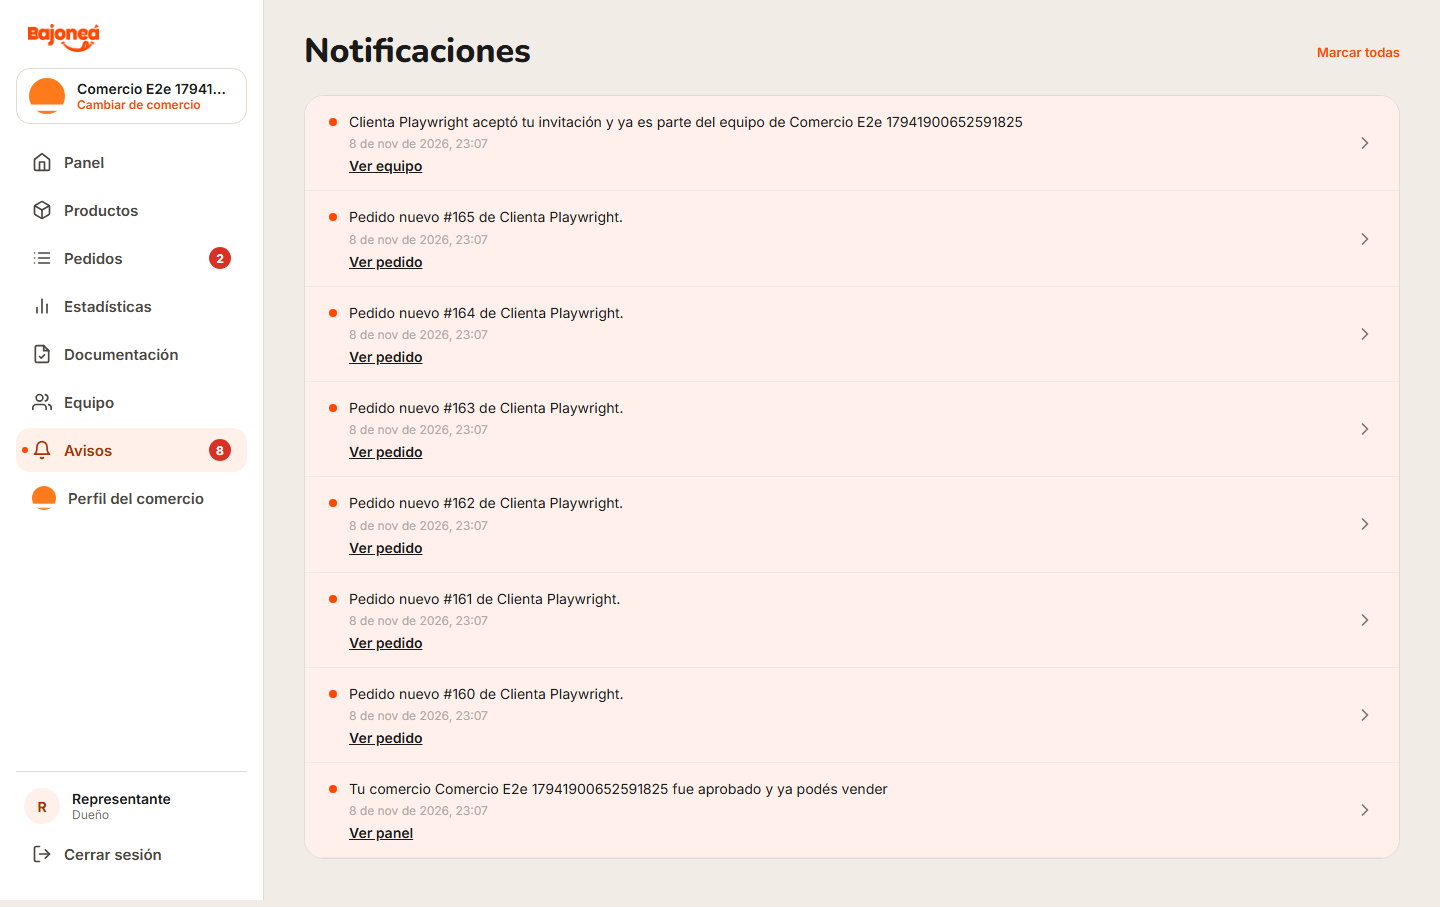 Bajoneá
Comercio E2e 17941...
Cambiar de comercio
Panel
Productos
Pedidos 2
Estadísticas
Documentación
Equipo
Avisos 8
Perfil del comercio
R
Representante
Dueño
Cerrar sesión
Notificaciones
Marcar todas
Clienta Playwright aceptó tu invitación y ya es parte del equipo de Comercio E2e 17941900652591825
8 de nov de 2026, 23:07
Ver equipo
Pedido nuevo #165 de Clienta Playwright.
8 de nov de 2026, 23:07
Ver pedido
Pedido nuevo #164 de Clienta Playwright.
8 de nov de 2026, 23:07
Ver pedido
Pedido nuevo #163 de Clienta Playwright.
8 de nov de 2026, 23:07
Ver pedido
Pedido nuevo #162 de Clienta Playwright.
8 de nov de 2026, 23:07
Ver pedido
Pedido nuevo #161 de Clienta Playwright.
8 de nov de 2026, 23:07
Ver pedido
Pedido nuevo #160 de Clienta Playwright.
8 de nov de 2026, 23:07
Ver pedido
Tu comercio Comercio E2e 17941900652591825 fue aprobado y ya podés vender
8 de nov de 2026, 23:07
Ver panel